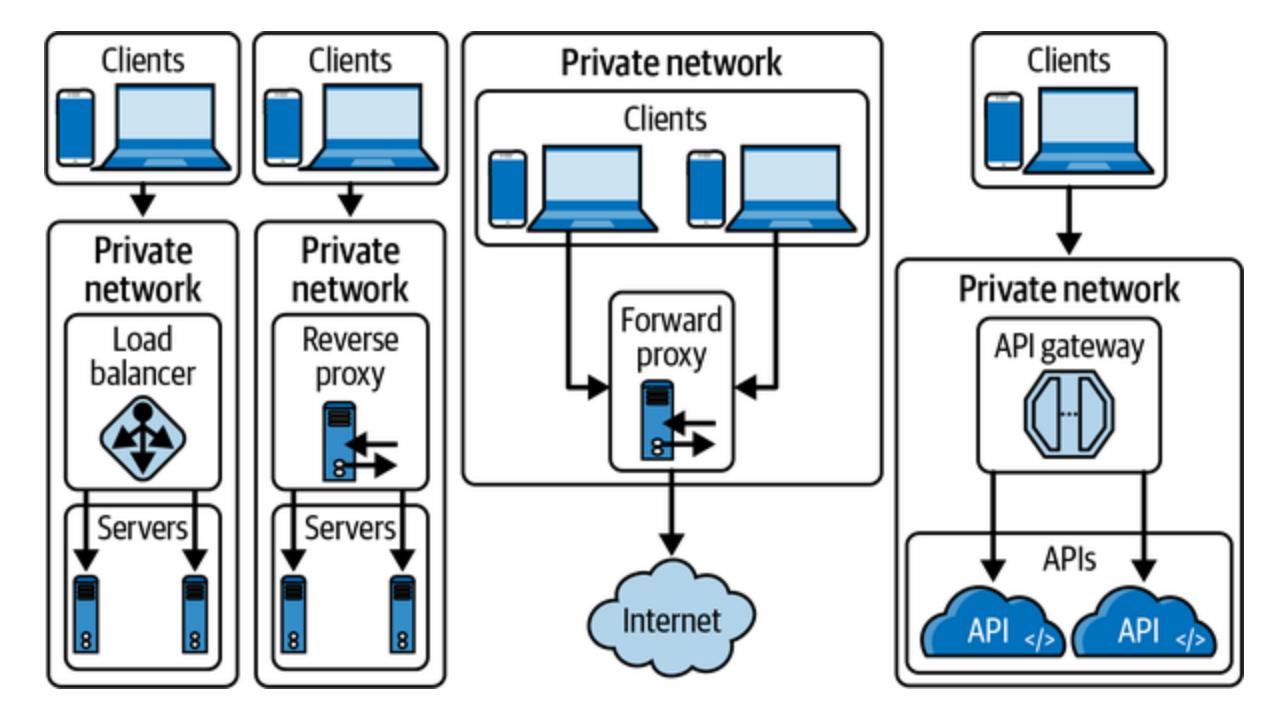 Clients
Private
network
Load
balancer
Servers
Clients
Private
network
Reverse
proxy
Servers
Private network
Clients
Forward
proxy
Internet
Clients
Private network
API gateway
APIs
API </>
API </>